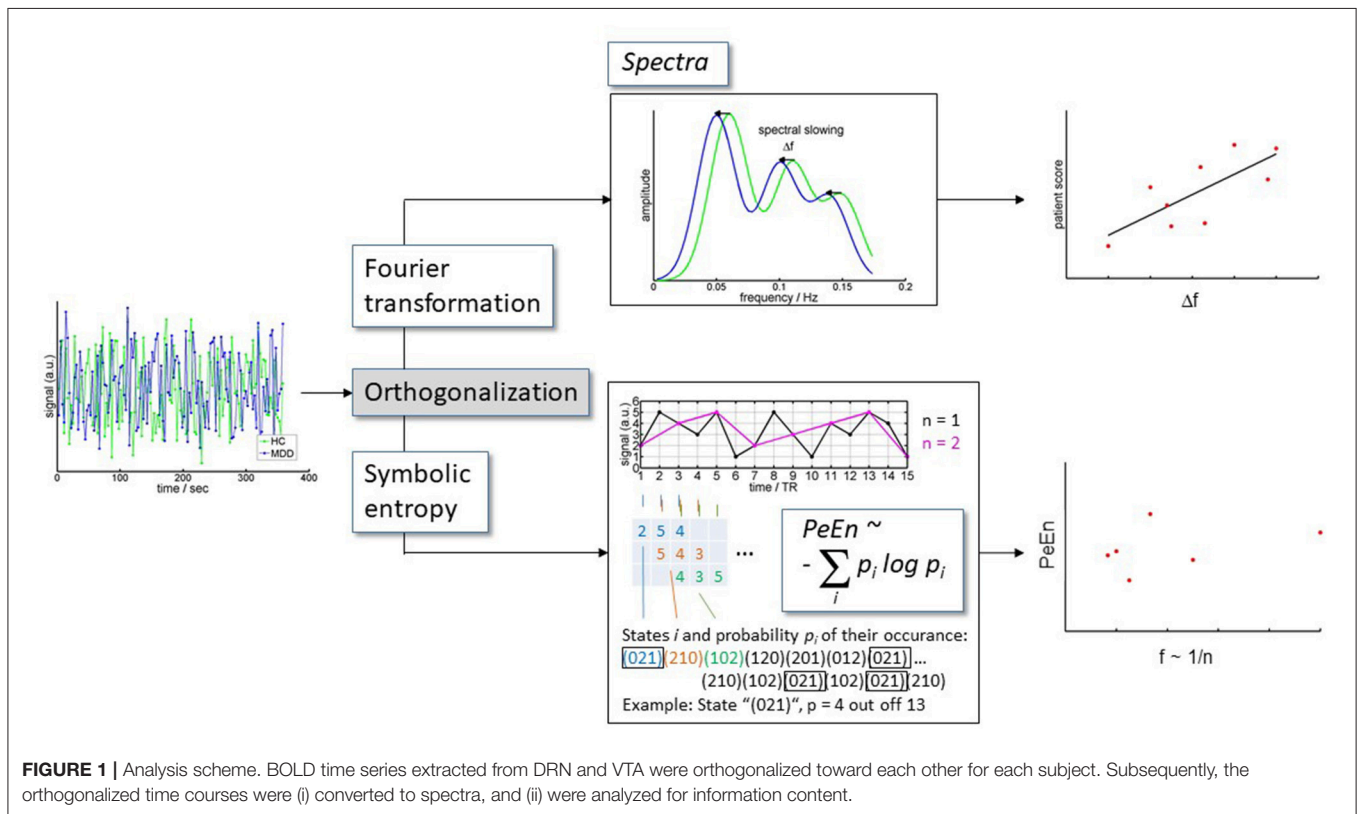 Spectra
spectral slowing
Δf
amplitude
0
0.05
0.1
0.15
0.2
frequency / Hz
patient score
Δf
Fourier
transformation
signal (a.u.)
HC
MDD
0
100
200
300
400
time / sec
Orthogonalization
Symbolic
entropy
signal (a.u.)
6
5
4
3
2
1
n = 1
n = 2
1 2 3 4 5 6 7 8 9 10 11 12 13 14 15
time / TR
2 5 4
5 4 3 ...
4 3 5
PeEn ~
- ∑ pi log pi
i
States i and probability pi of their occurance:
(021)(210)(102)(120)(201)(012)(021) ...
(210)(102)(021)(102)(021)(210)
Example: State "(021)", p = 4 out off 13
PeEn
f ~ 1/n
FIGURE 1 | Analysis scheme. BOLD time series extracted from DRN and VTA were orthogonalized toward each other for each subject. Subsequently, the
orthogonalized time courses were (i) converted to spectra, and (ii) were analyzed for information content.